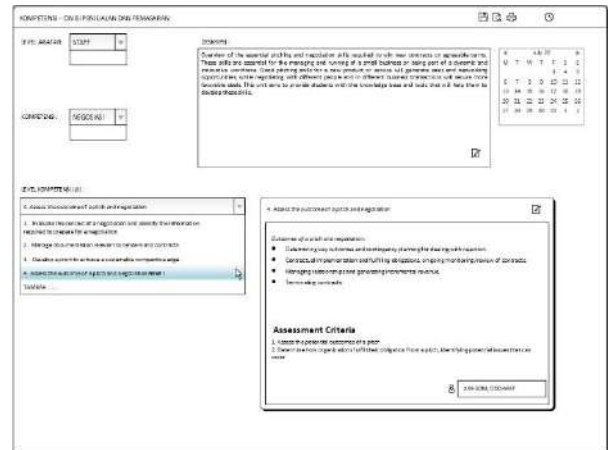 KOMPETENSI - DIVISI PENJUALAN DAN PEMASARAN
LEVEL JABATAN: STAFF
DESKRIPSI:
Overview of the essential pitching and negotiation skills required to win new contracts on agreeable terms.
These skills are essential for the managing and running of a small business or being part of a dynamic and
innovative workforce. Good pitching skills for a new product or service will generate sales and networking
opportunities, while negotiating with different people and in different business transactions will secure more
favorable deals. This unit aims to provide students with the knowledge base and tools that will help them to
develop these skills.
KOMPETENSI: NEGOSIASI
4. Assess the outcome of a pitch and negotiation
1. Evaluate the context of a negotiation and identify the information
required to prepare for a negotiation
2. Manage documentation relevant to tenders and contracts
3. Develop a pitch to achieve a sustainable competitive edge
4. Assess the outcome of a pitch and negotiation
4. Assess the outcome of a pitch and negotiation
Outcomes of a pitch and negotiation:
Determining key outcomes and contingency planning for dealing with rejection.
Contractual implementation and fulfilling obligations, ongoing monitoring/review of contracts.
Managing relationships and generating incremental revenue.
Terminating contracts.
Assessment Criteria
1. Assess the potential outcomes of a pitch
2. Determine how organisations fulfil their obligation from a pitch, identifying potential issues that can
occur